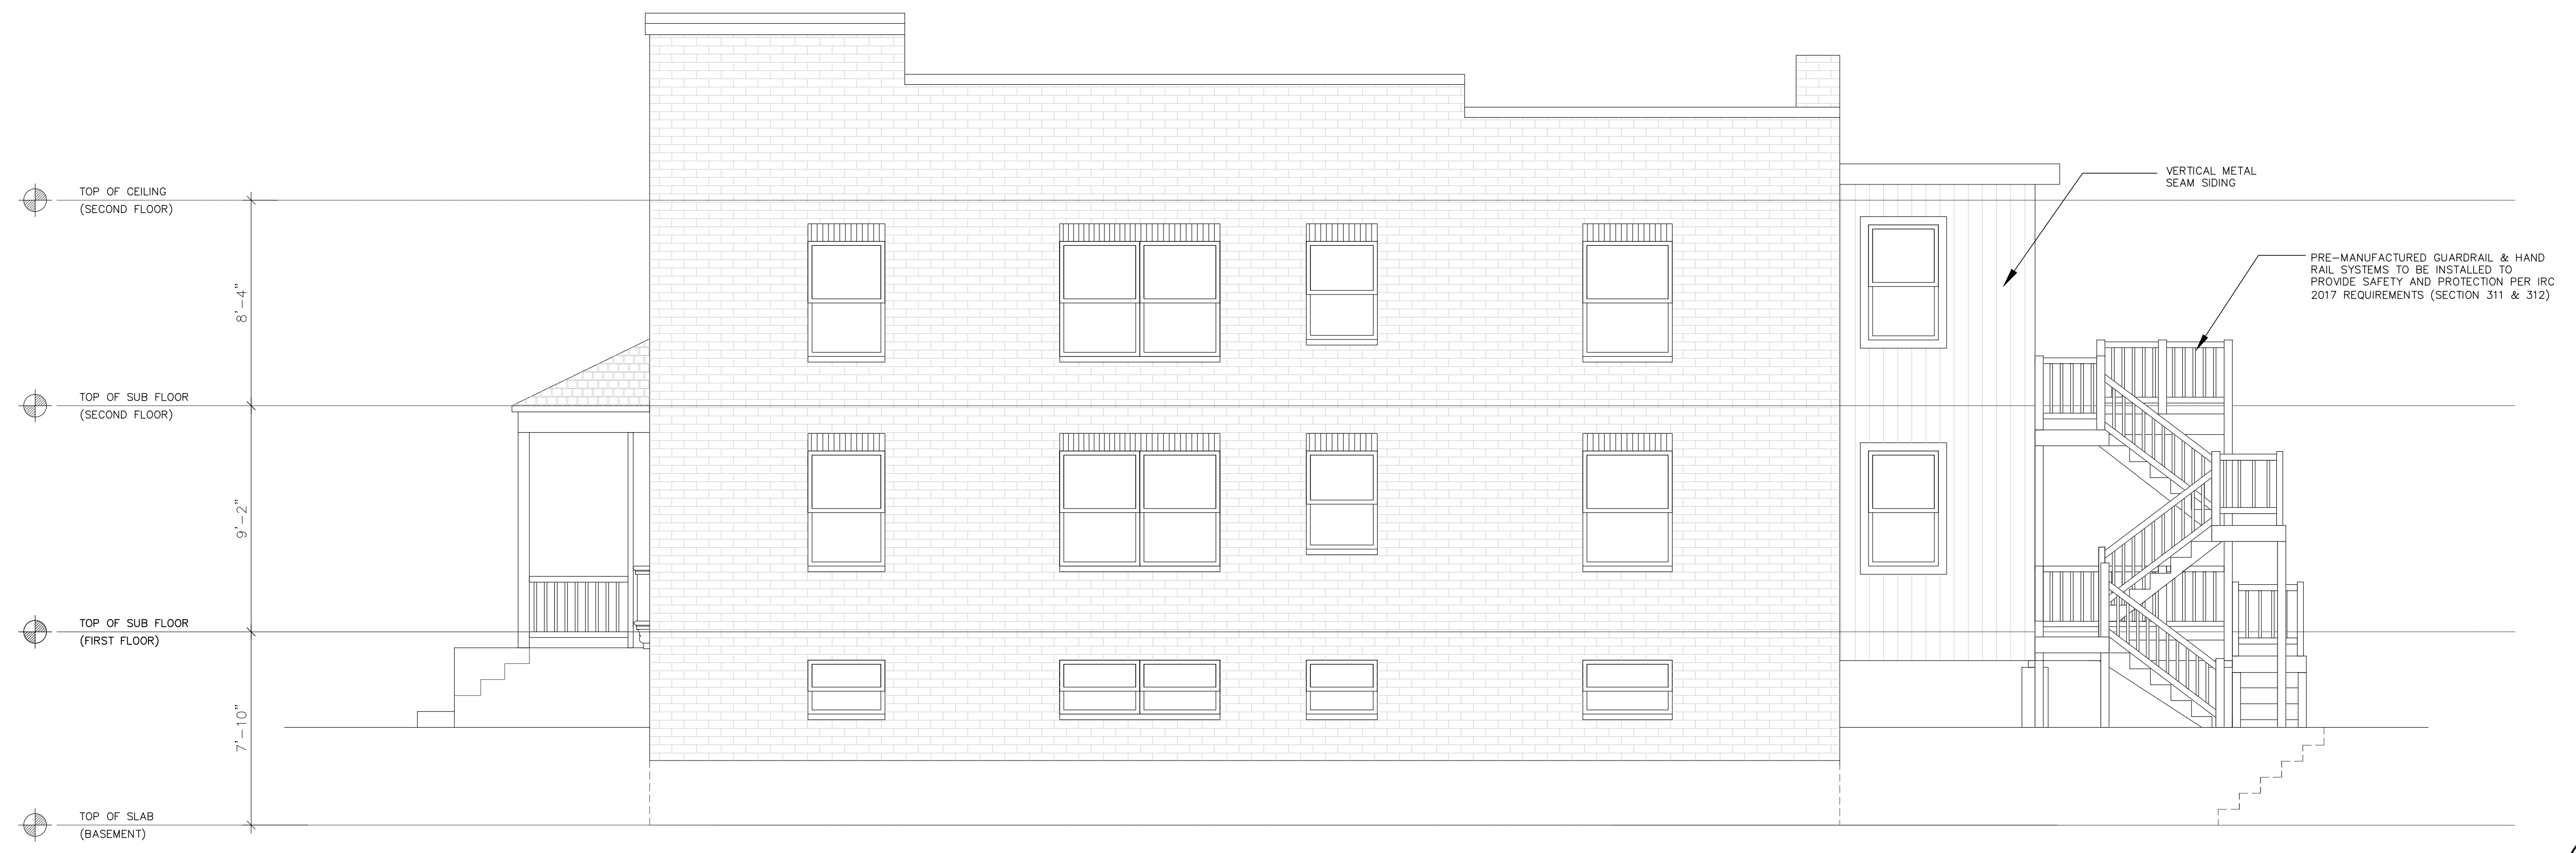 TOP OF CEILING
(SECOND FLOOR)
VERTICAL METAL
SEAM SIDING
PRE-MANUFACTURED GUARDRAIL & HAND
RAIL SYSTEMS TO BE INSTALLED TO
PROVIDE SAFETY AND PROTECTION PER IRC
2017 REQUIREMENTS (SECTION 311 & 312)
8'-4"
TOP OF SUB FLOOR
(SECOND FLOOR)
9'-2"
TOP OF SUB FLOOR
(FIRST FLOOR)
7'-10"
TOP OF SLAB
(BASEMENT)